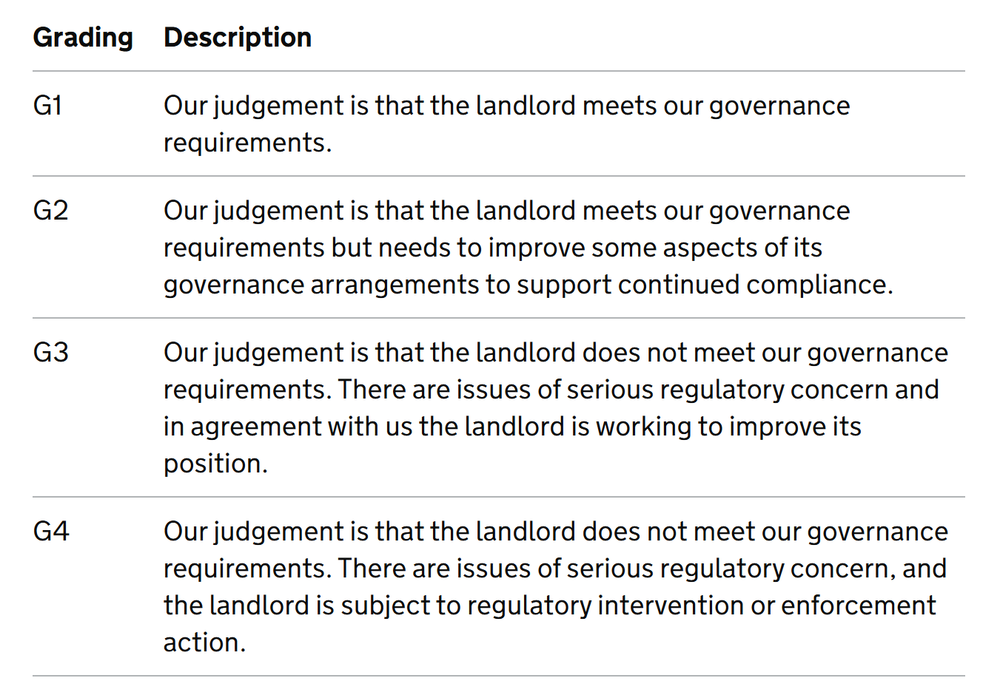 Grading Description
G1 Our judgement is that the landlord meets our governance
requirements.
G2 Our judgement is that the landlord meets our governance
requirements but needs to improve some aspects of its
governance arrangements to support continued compliance.
G3 Our judgement is that the landlord does not meet our governance
requirements. There are issues of serious regulatory concern and
in agreement with us the landlord is working to improve its
position.
G4 Our judgement is that the landlord does not meet our governance
requirements. There are issues of serious regulatory concern, and
the landlord is subject to regulatory intervention or enforcement
action.